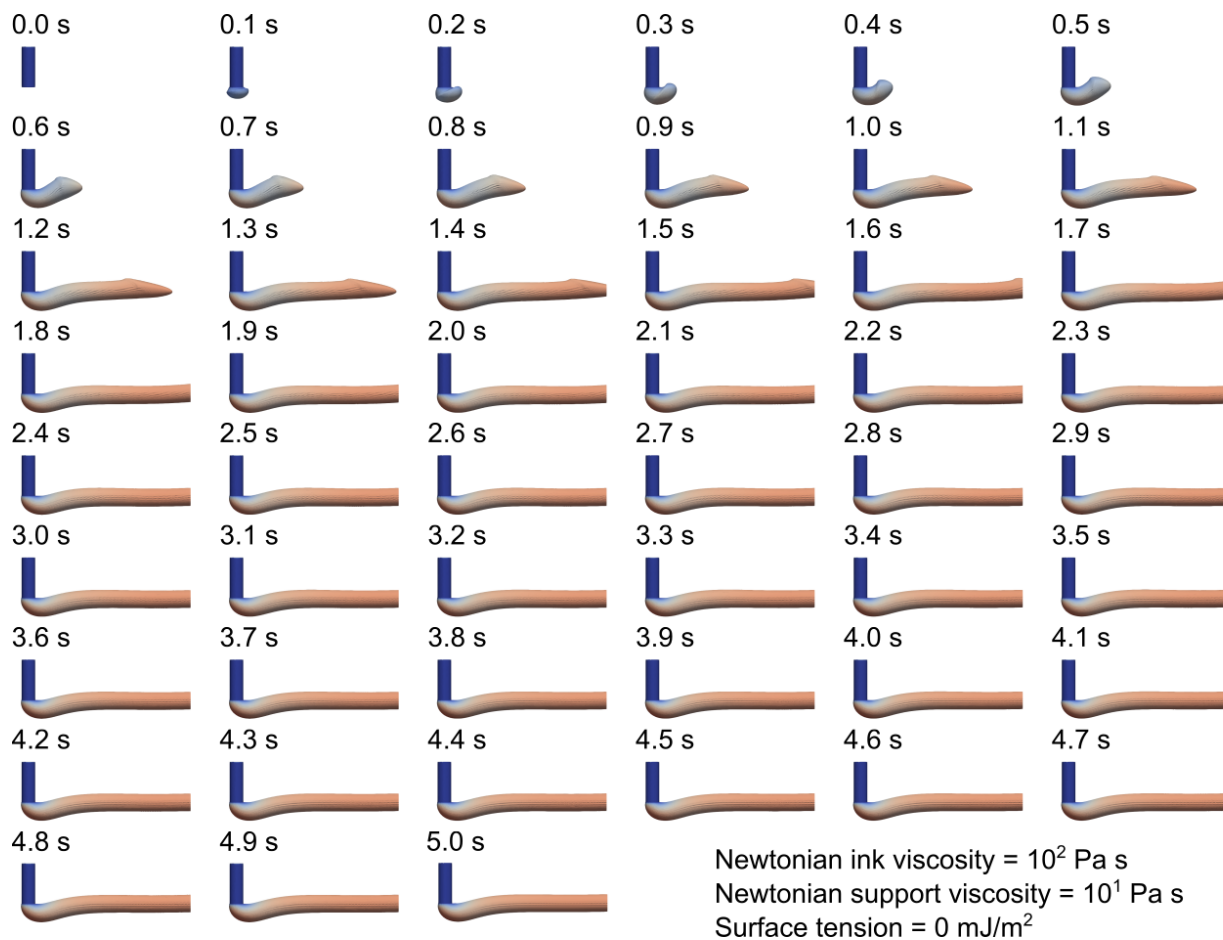 0.0 s 0.1 s 0.2 s 0.3 s 0.4 s 0.5 s
0.6 s 0.7 s 0.8 s 0.9 s 1.0 s 1.1 s
1.2 s 1.3 s 1.4 s 1.5 s 1.6 s 1.7 s
1.8 s 1.9 s 2.0 s 2.1 s 2.2 s 2.3 s
2.4 s 2.5 s 2.6 s 2.7 s 2.8 s 2.9 s
3.0 s 3.1 s 3.2 s 3.3 s 3.4 s 3.5 s
3.6 s 3.7 s 3.8 s 3.9 s 4.0 s 4.1 s
4.2 s 4.3 s 4.4 s 4.5 s 4.6 s 4.7 s
4.8 s 4.9 s 5.0 s
Newtonian ink viscosity = 10² Pa s
Newtonian support viscosity = 10¹ Pa s
Surface tension = 0 mJ/m²